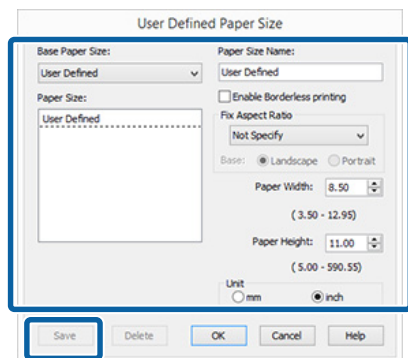 User Defined Paper Size
Base Paper Size:
User Defined
Paper Size:
User Defined
Paper Size Name:
User Defined
Enable Borderless printing
Fix Aspect Ratio
Not Specify
Base: Landscape Portrait
Paper Width: 8.50
( 3.50 - 12.95)
Paper Height: 11.00
( 5.00 - 590.55)
Unit
mm inch
Save Delete OK Cancel Help